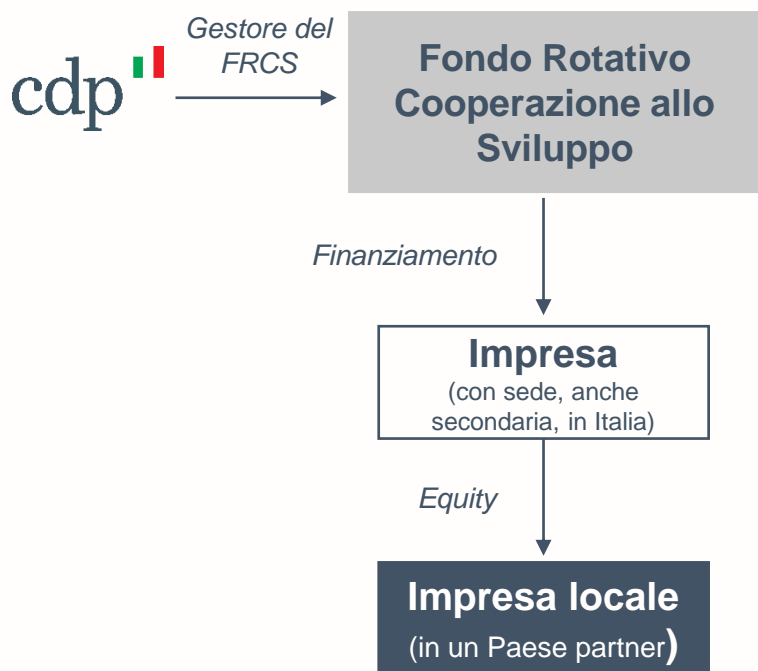 cdp
Gestore del
FRCS
Fondo Rotativo
Cooperazione allo
Sviluppo
Finanziamento
Impresa
(con sede, anche
secondaria, in Italia)
Equity
Impresa locale
(in un Paese partner)